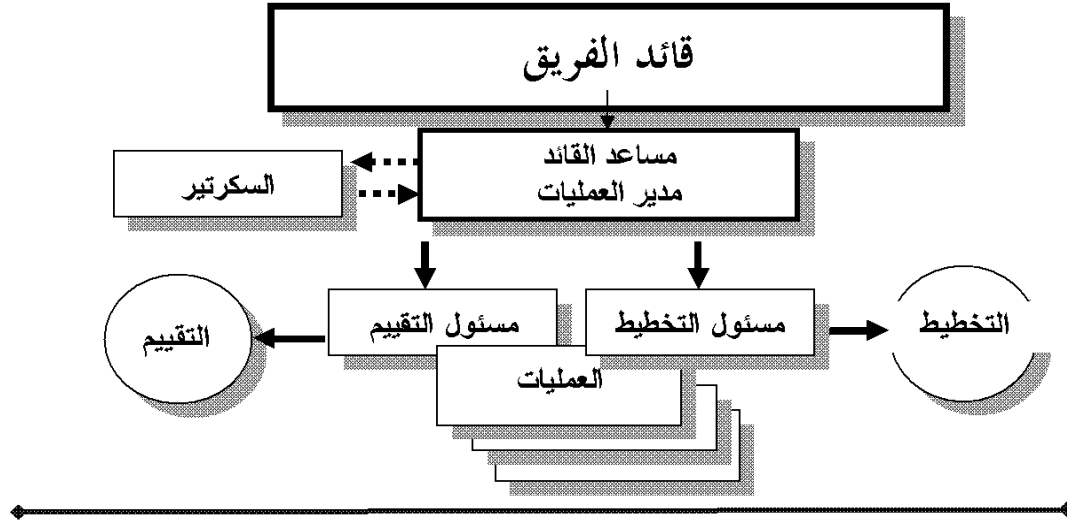 قائد الفريق
مساعد القائد
مدير العمليات
السكرتير
التخطيط
مسئول التخطيط
مسئول التقييم
التقييم
العمليات